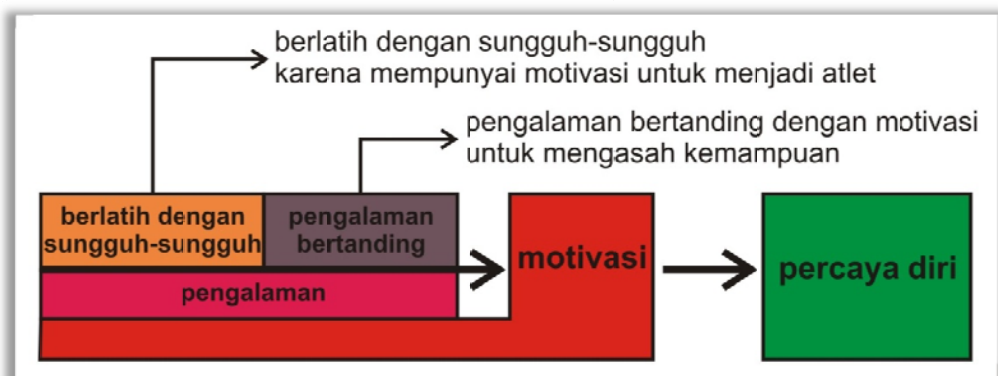 berlatih dengan sungguh-sungguh
karena mempunyai motivasi untuk menjadi atlet
pengalaman bertanding dengan motivasi
untuk mengasah kemampuan
berlatih dengan
sungguh-sungguh
pengalaman
bertanding
pengalaman
motivasi
percaya diri